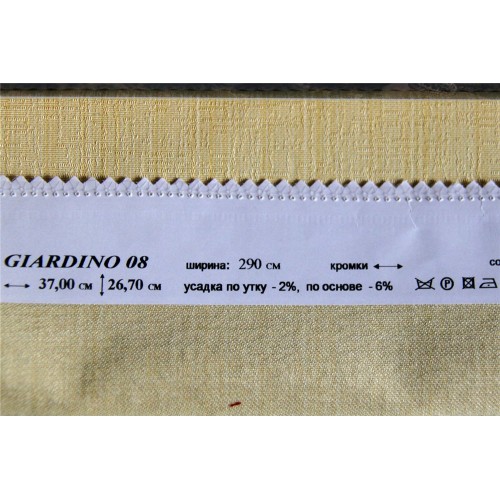 GIARDINO 08 ширина: 290 см кромки
37,00 см 26,70 см усадка по утку - 2%, по основе - 6%